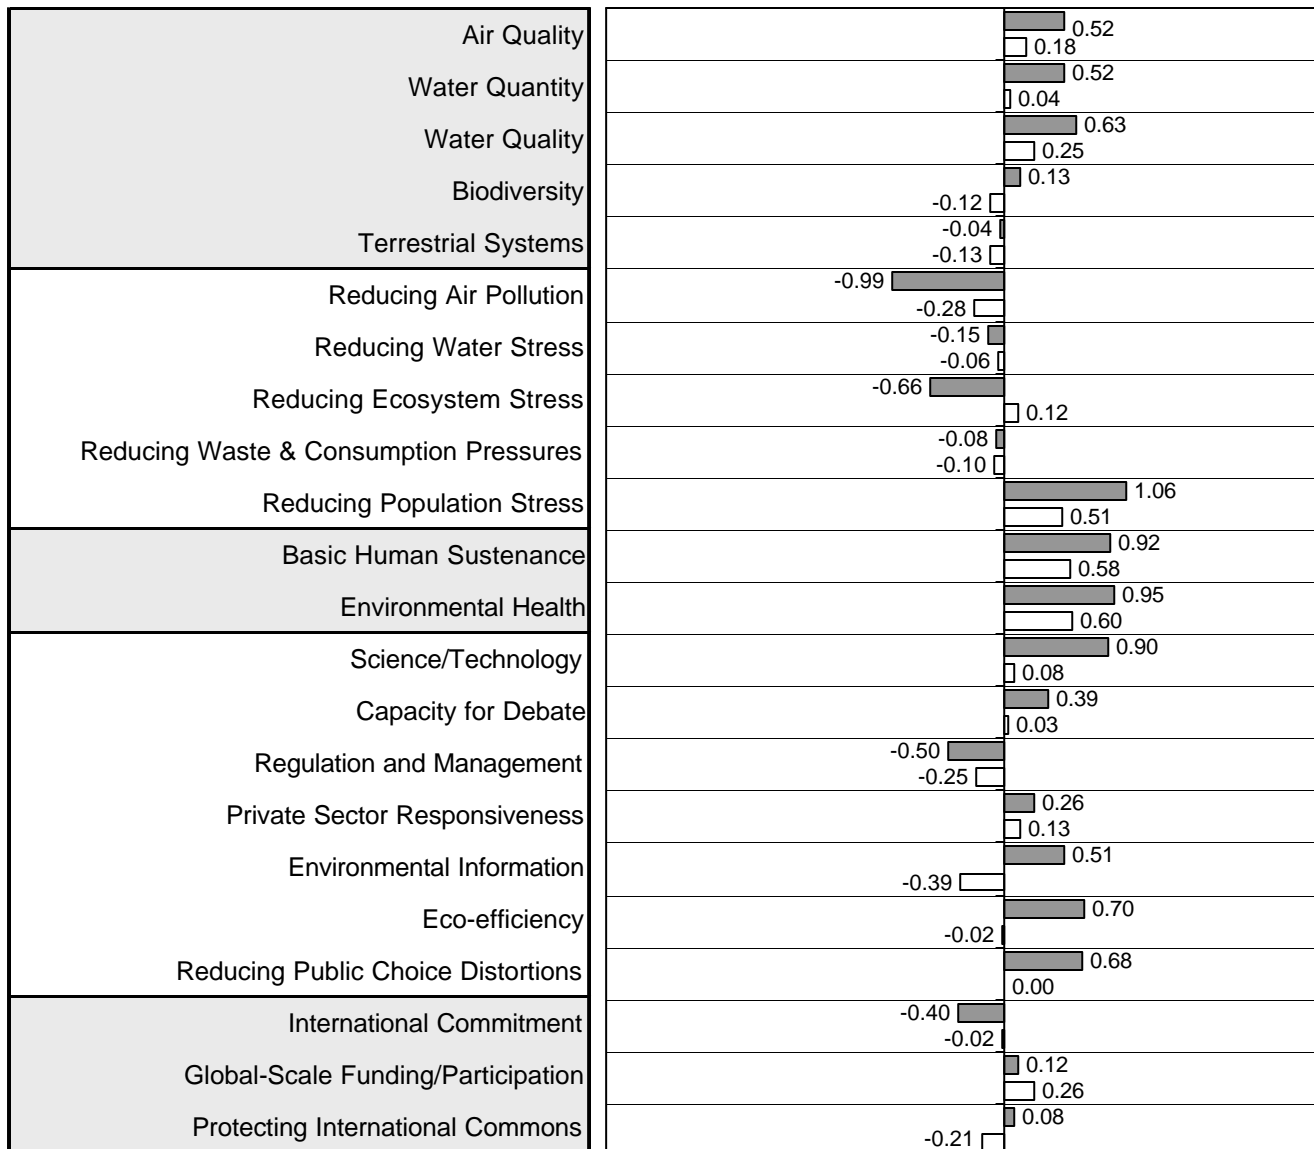 Air Quality
0.52
0.18
Water Quantity
0.52
0.04
Water Quality
0.63
0.25
Biodiversity
0.13
-0.12
Terrestrial Systems
-0.04
-0.13
Reducing Air Pollution
-0.99
-0.28
Reducing Water Stress
-0.15
-0.06
Reducing Ecosystem Stress
-0.66
0.12
Reducing Waste & Consumption Pressures
-0.08
-0.10
Reducing Population Stress
1.06
0.51
Basic Human Sustenance
0.92
0.58
Environmental Health
0.95
0.60
Science/Technology
0.90
0.08
Capacity for Debate
0.39
0.03
Regulation and Management
-0.50
-0.25
Private Sector Responsiveness
0.26
0.13
Environmental Information
0.51
-0.39
Eco-efficiency
0.70
-0.02
Reducing Public Choice Distortions
0.68
0.00
International Commitment
-0.40
-0.02
Global-Scale Funding/Participation
0.12
0.26
Protecting International Commons
0.08
-0.21